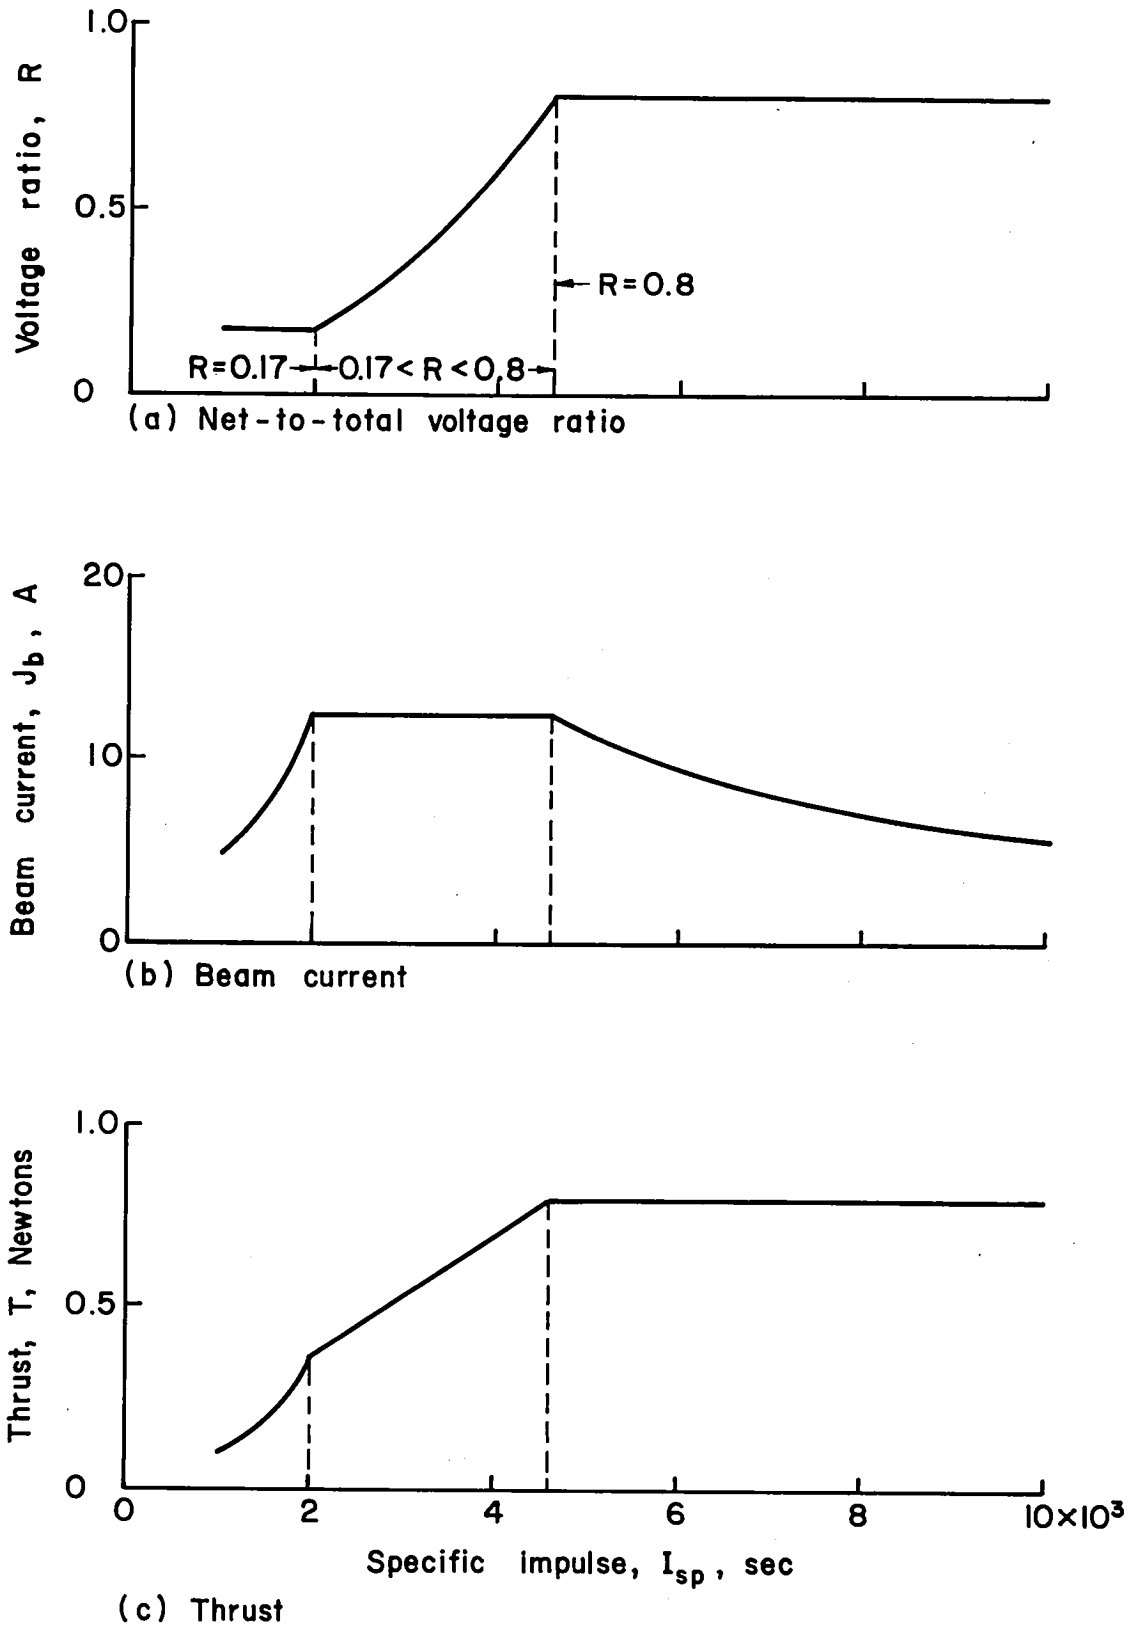 1.0
0.5
0
Voltage ratio, R
R=0.8
R=0.17
0.17< R <0.8
(a) Net-to-total voltage ratio
20
10
0
Beam current, J_b, A
(b) Beam current
1.0
0.5
0
Thrust, T, Newtons
0 2 4 6 8 10×10³
Specific impulse, I_sp, sec
(c) Thrust